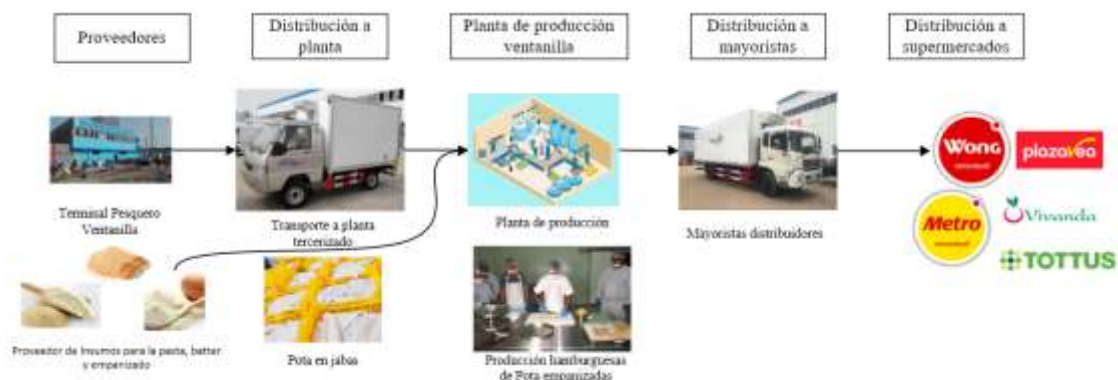 Proveedores
Distribución a
planta
Planta de producción
ventanilla
Distribución a
mayoristas
Distribución a
supermercados
Terminal Pesquero
Ventanilla
Transporte a planta
tercerizado
Planta de producción
Mayoristas distribuidores
Wong
cencosud
plazavea
Metro
cencosud
Vivanda
TOTTUS
Proveedor de Insumos para la pasta, batter
y empanizado
Pota en jabas
Producción hamburguesas
de Pota empanizadas